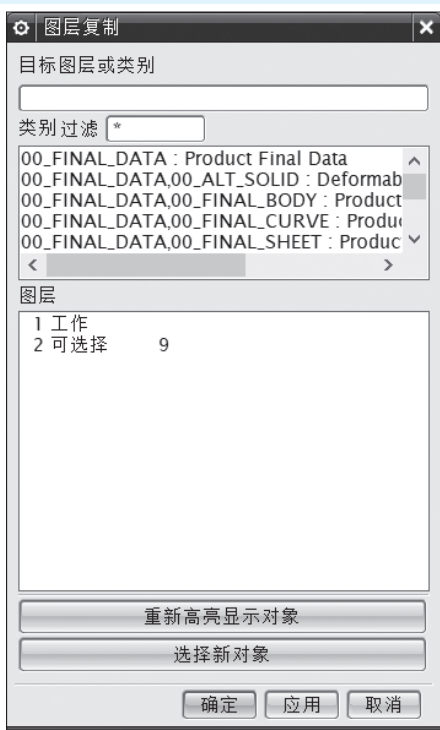 图层复制
目标图层或类别
类别过滤 *
00_FINAL_DATA : Product Final Data
00_FINAL_DATA,00_ALT_SOLID : Deformab
00_FINAL_DATA,00_FINAL_BODY : Product
00_FINAL_DATA,00_FINAL_CURVE : Produ
00_FINAL_DATA,00_FINAL_SHEET : Produc
图层
1 工作
2 可选择 9
重新高亮显示对象
选择新对象
确定 应用 取消